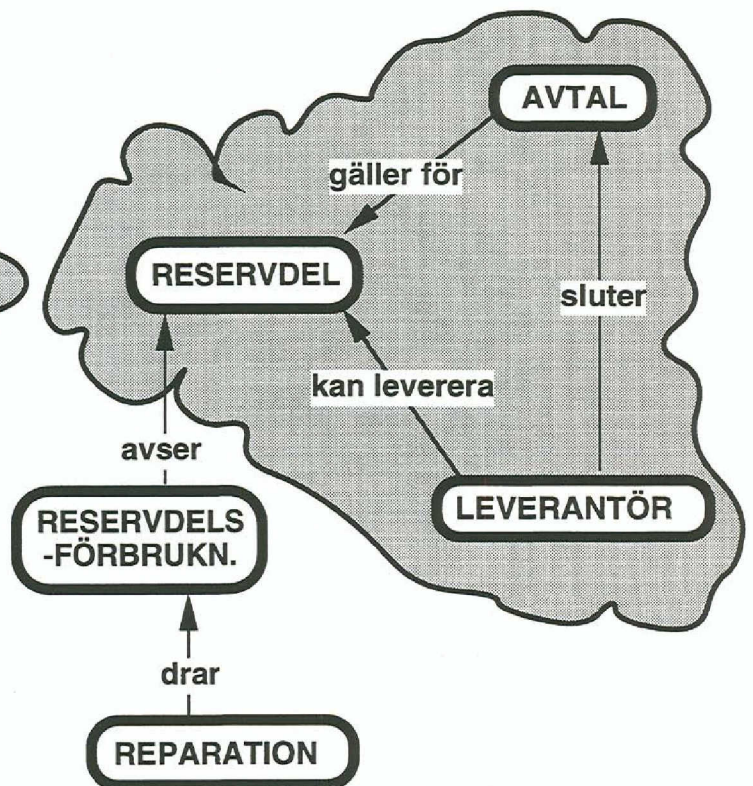 AVTAL
gäller för
RESERVDEL
sluter
kan leverera
avser
LEVERANTÖR
RESERVDELS
-FÖRBRUKN.
drar
REPARATION